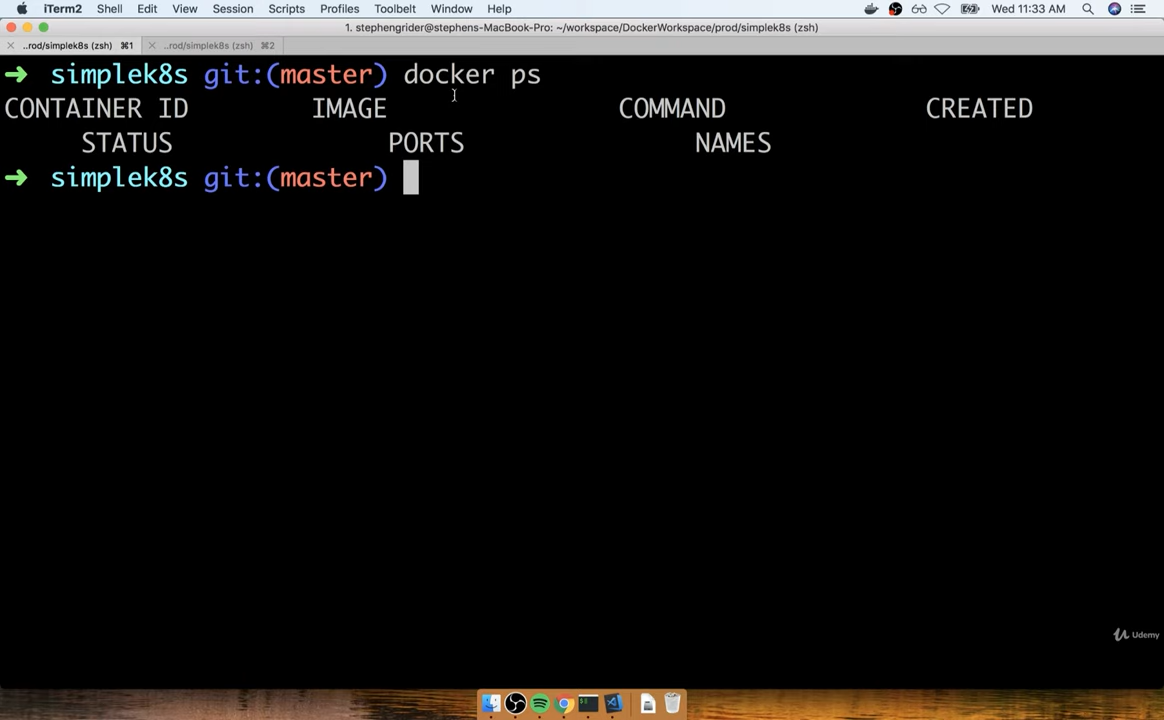 iTerm2 Shell Edit View Session Scripts Profiles Toolbelt Window Help Wed 11:33 AM
1. stephengrider@stephens-MacBook-Pro: ~/workspace/DockerWorkspace/prod/simplek8s (zsh)
..rod/simplek8s (zsh) ⌘1 ..rod/simplek8s (zsh) ⌘2
➜ simplek8s git:(master) docker ps
CONTAINER ID IMAGE COMMAND CREATED
STATUS PORTS NAMES
➜ simplek8s git:(master)
Udemy